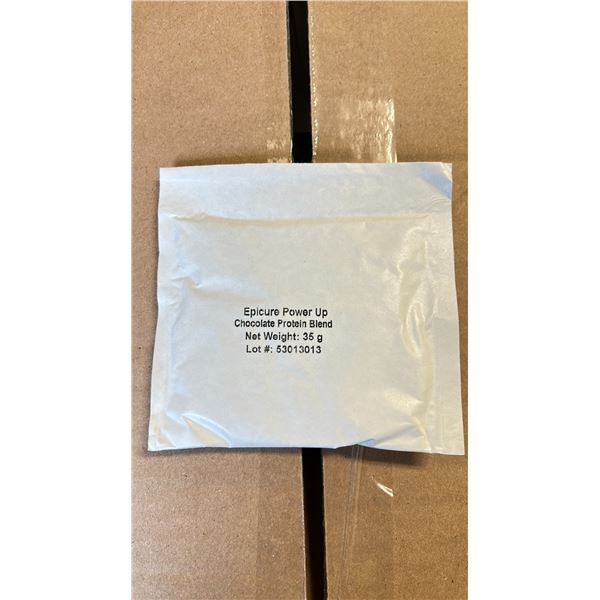 Epicure Power Up
Chocolate Protein Blend
Net Weight: 35 g
Lot #: 53013013